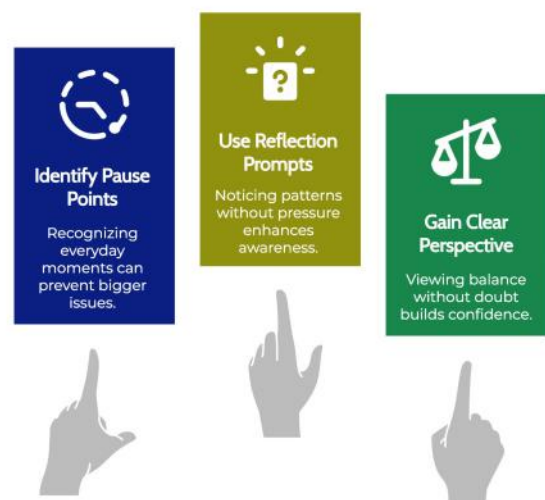 Identify Pause
Points
Recognizing
everyday
moments can
prevent bigger
issues.
?
Use Reflection
Prompts
Noticing patterns
without pressure
enhances
awareness.
Gain Clear
Perspective
Viewing balance
without doubt
builds confidence.